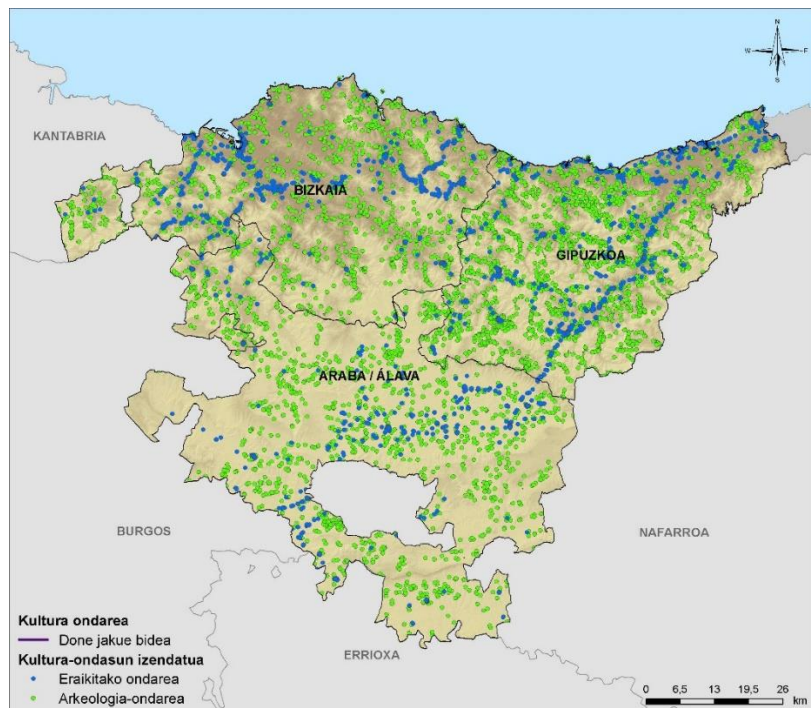 N
W E
S
KANTABRIA
BIZKAIA
GIPUZKOA
ARABA / ÁLAVA
BURGOS
NAFARROA
ERRIOXA
Kultura ondarea
Done jakue bidea
Kultura-ondasun izendatua
Eraikitako ondarea
Arkeologia-ondarea
0 6,5 13 19,5 26
km